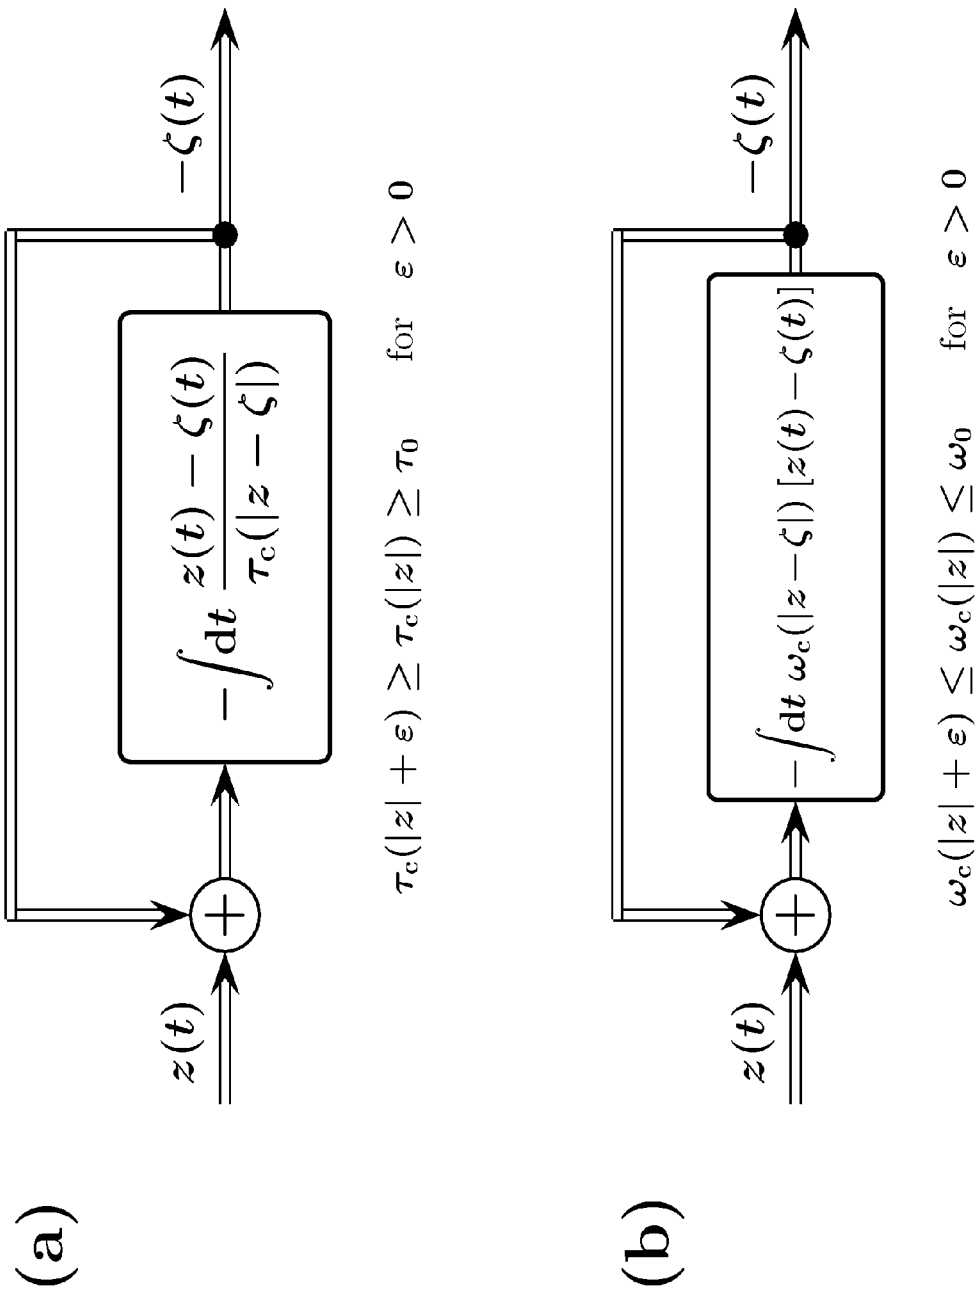 (a)
z(t)
+
−∫dt (z(t) − ζ(t)) / (τ_c(|z − ζ|))
−ζ(t)
τ_c(|z| + ε) ≥ τ_c(|z|) ≥ τ_0 for ε > 0
(b)
z(t)
+
−∫dt ω_c(|z − ζ|) [z(t) − ζ(t)]
−ζ(t)
ω_c(|z| + ε) ≤ ω_c(|z|) ≤ ω_0 for ε > 0